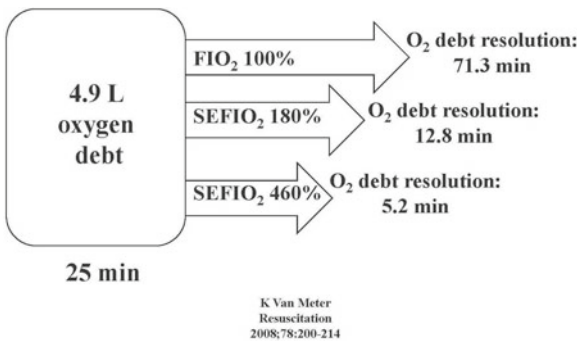 4.9 L
oxygen
debt
25 min
FIO₂ 100%
O₂ debt resolution:
71.3 min
SEFIO₂ 180%
O₂ debt resolution:
12.8 min
SEFIO₂ 460%
O₂ debt resolution:
5.2 min
K Van Meter
Resuscitation
2008;78:200-214